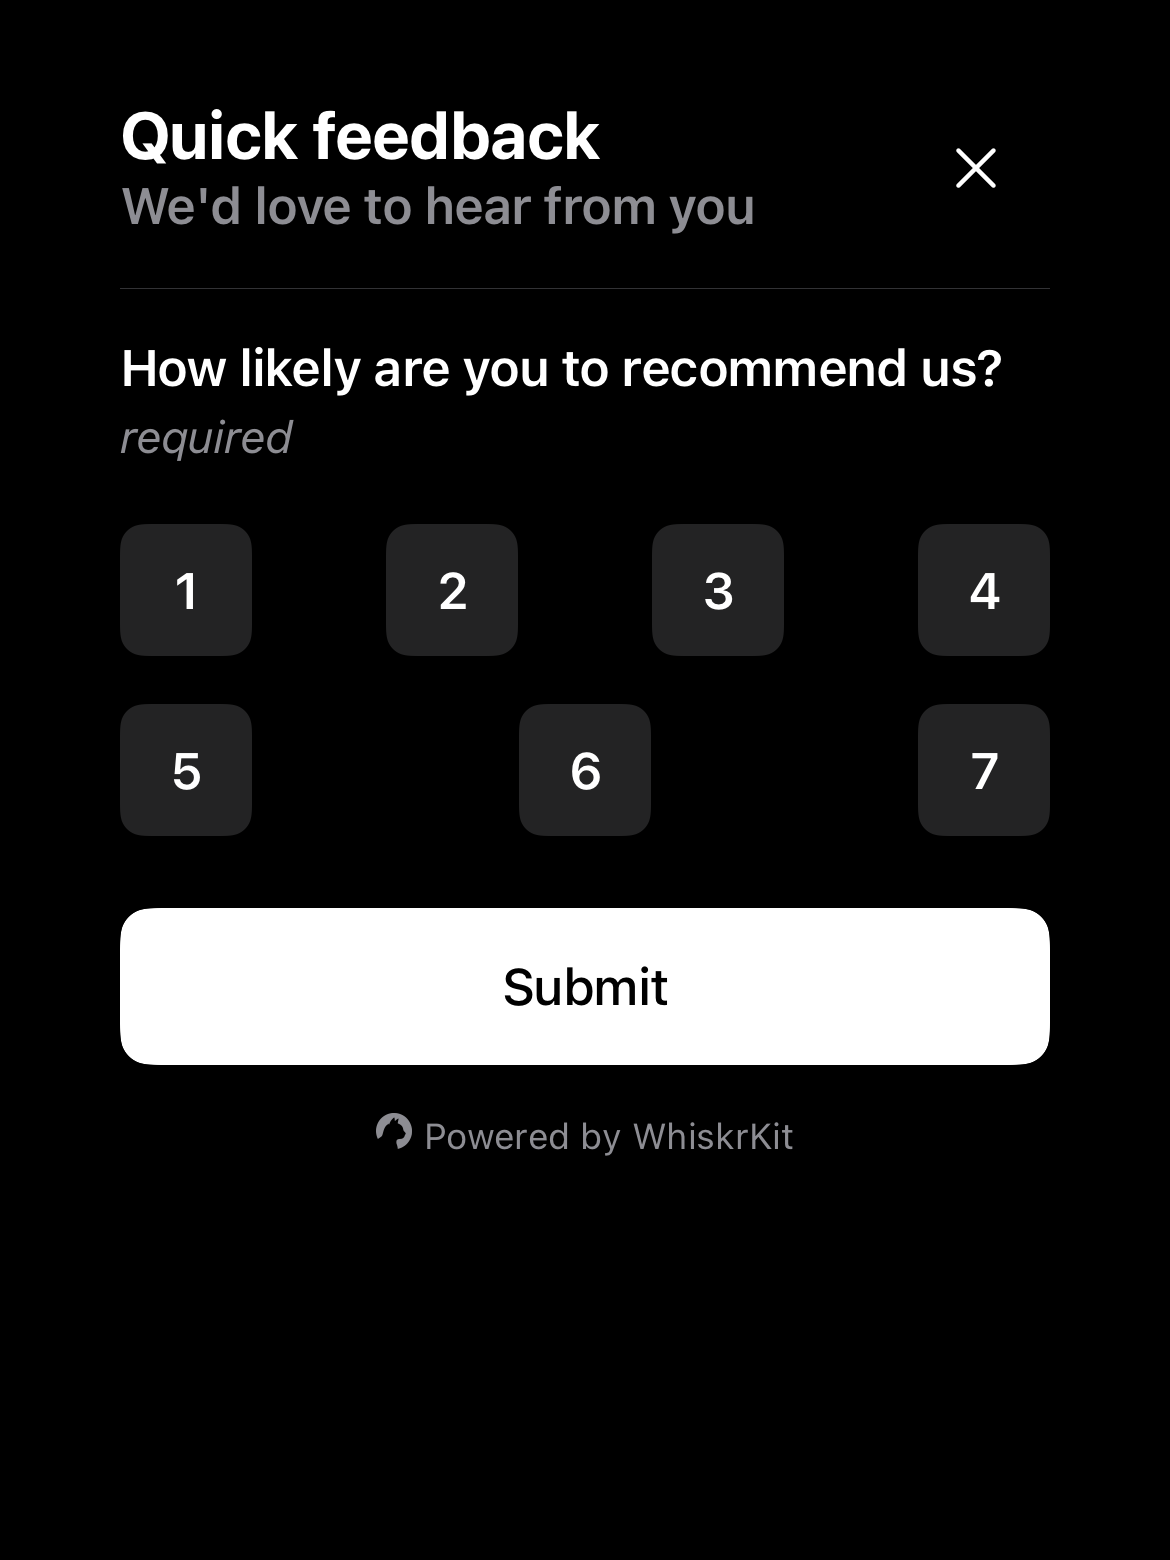 Quick feedback
We'd love to hear from you
How likely are you to recommend us?
required
1 2 3 4
5 6 7
Submit
Powered by WhiskrKit